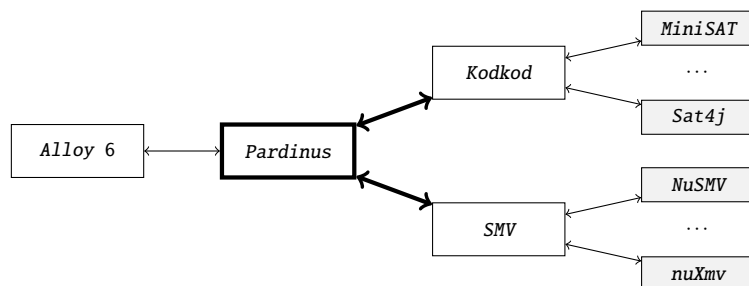 MiniSAT
Kodkod
...
Sat4j
Alloy 6
Pardinus
NuSMV
SMV
...
nuXmv